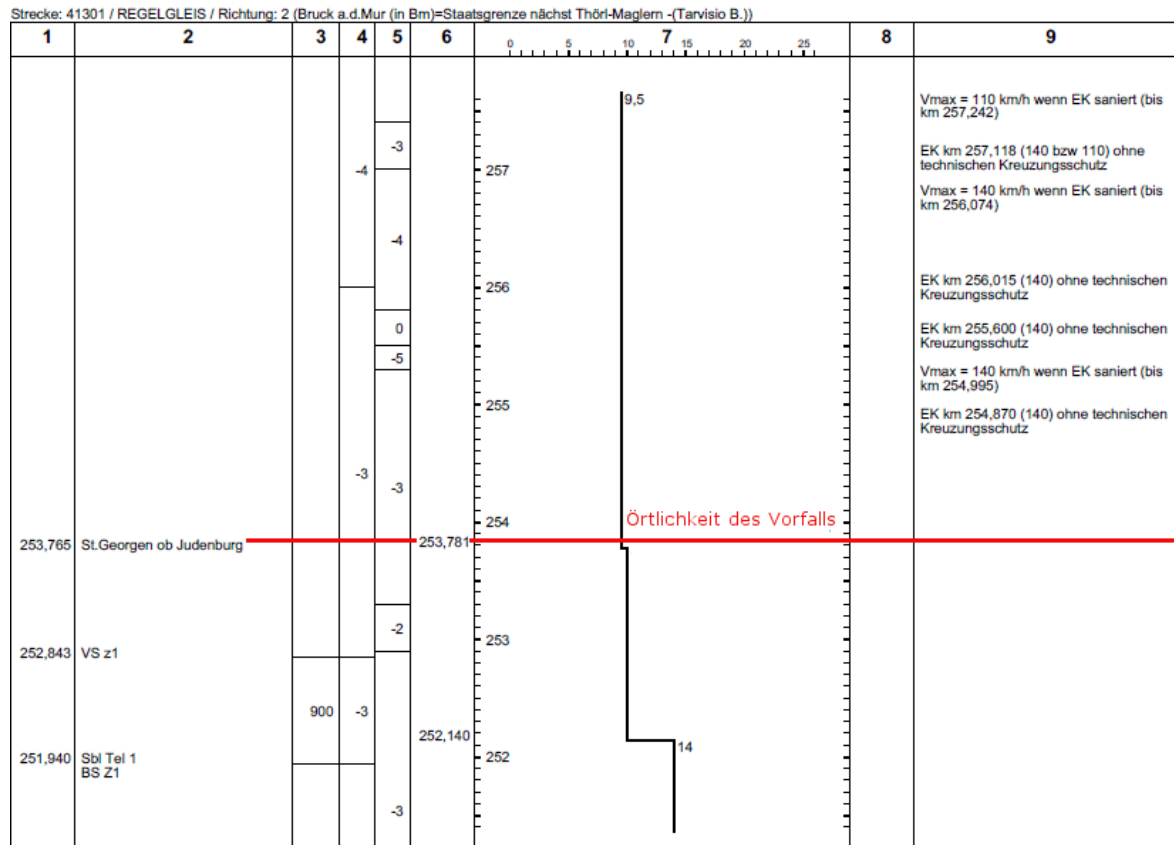 Strecke: 41301 / REGELGLEIS / Richtung: 2 (Bruck a.d.Mur (in Bm)=Staatsgrenze nächst Thörl-Maglern -(Tarvisio B.))
1 2 3 4 5 6 7 8 9
0 5 10 15 20 25
9,5
Vmax = 110 km/h wenn EK saniert (bis
km 257,242)
-3
EK km 257,118 (140 bzw 110) ohne
technischen Kreuzungsschutz
-4 257
Vmax = 140 km/h wenn EK saniert (bis
km 256,074)
-4
256
EK km 256,015 (140) ohne technischen
Kreuzungsschutz
0
EK km 255,600 (140) ohne technischen
Kreuzungsschutz
-5
Vmax = 140 km/h wenn EK saniert (bis
km 254,995)
255
EK km 254,870 (140) ohne technischen
Kreuzungsschutz
-3
-3
254
Örtlichkeit des Vorfalls
253,765 St.Georgen ob Judenburg 253,781
-2
253
252,843 VS z1
900 -3
252,140
14
251,940 Sbl Tel 1 252
BS Z1
-3